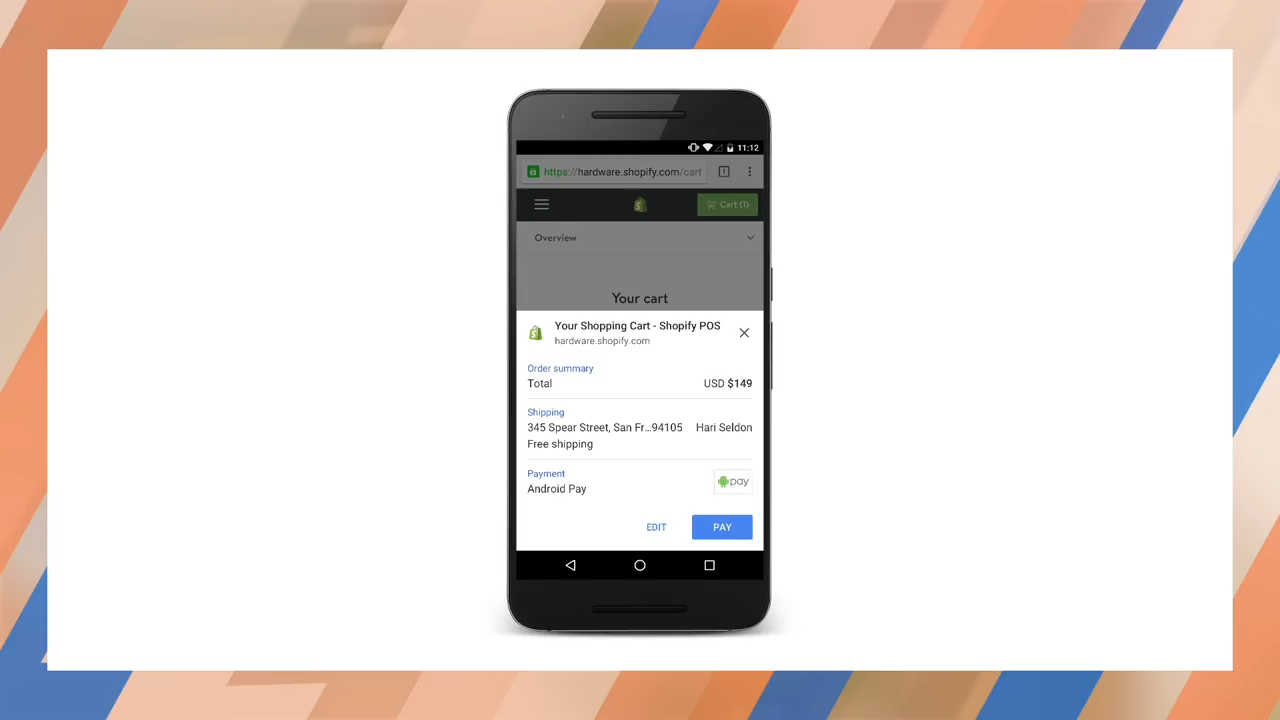 11:12
https://hardware.shopify.com/cart 1
Cart (1)
Overview
Your cart
Your Shopping Cart - Shopify POS
hardware.shopify.com
Order summary
Total USD $149
Shipping
345 Spear Street, San Fr...94105 Hari Seldon
Free shipping
Payment
Android Pay pay
EDIT PAY